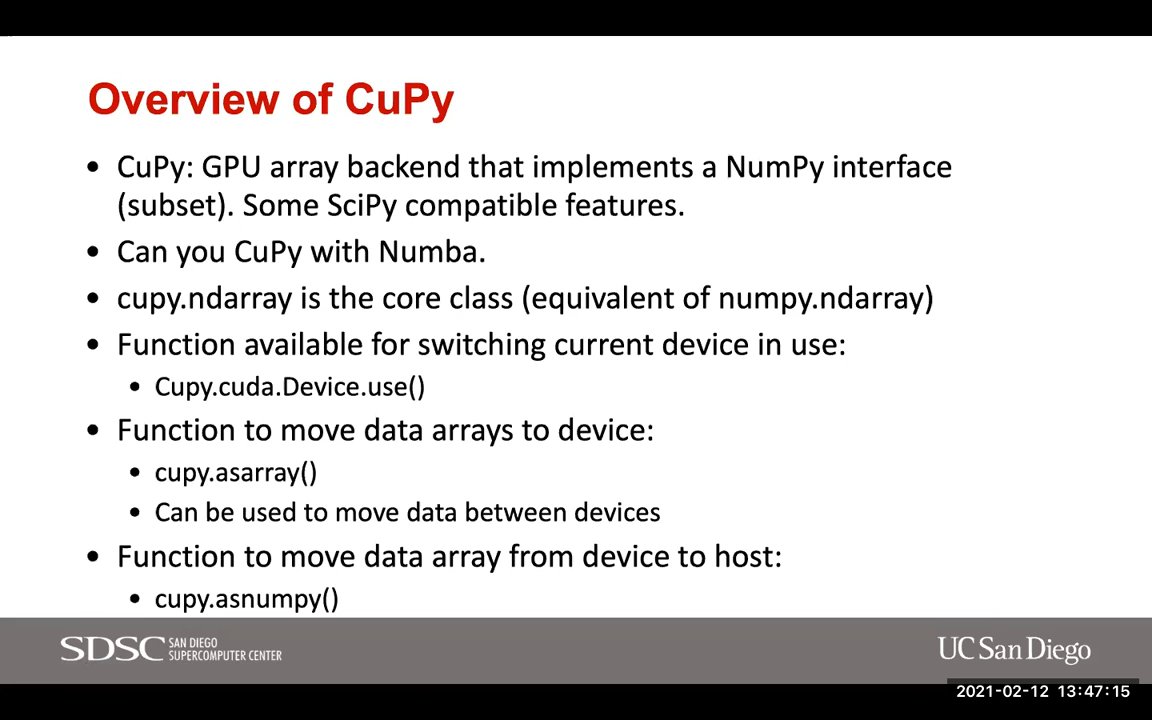 Overview of CuPy
• CuPy: GPU array backend that implements a NumPy interface
(subset). Some SciPy compatible features.
• Can you CuPy with Numba.
• cupy.ndarray is the core class (equivalent of numpy.ndarray)
• Function available for switching current device in use:
• Cupy.cuda.Device.use()
• Function to move data arrays to device:
• cupy.asarray()
• Can be used to move data between devices
• Function to move data array from device to host:
• cupy.asnumpy()
SDSC SAN DIEGO
SUPERCOMPUTER CENTER
UC San Diego
2021-02-12 13:47:15